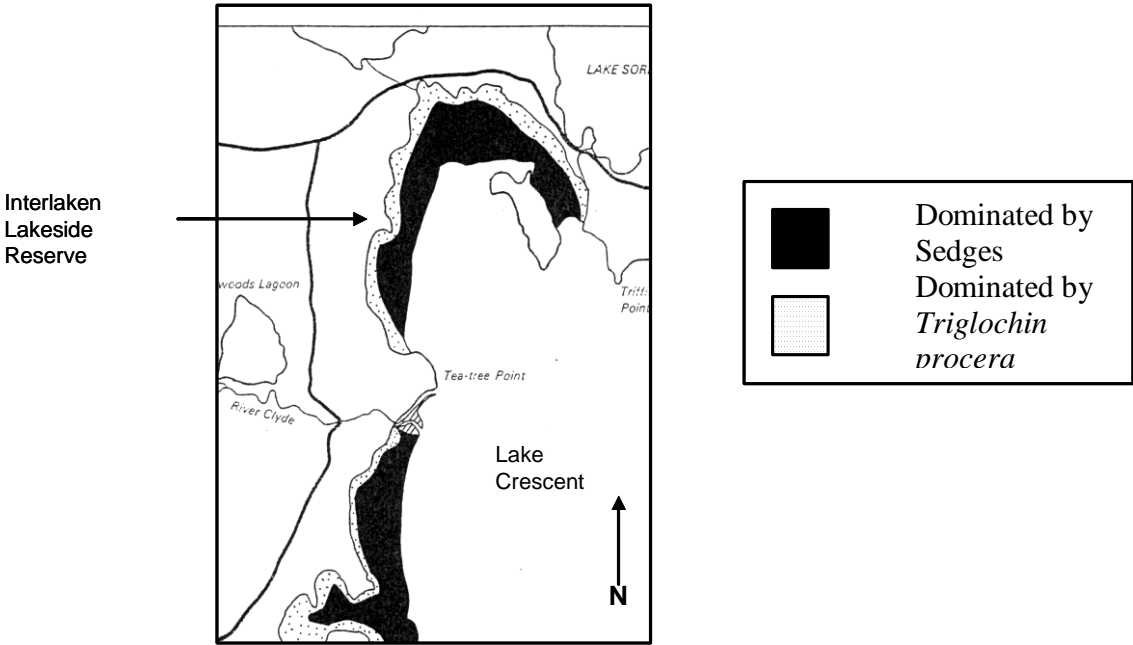 LAKE SOR
Interlaken
Lakeside
Reserve
woods Lagoon
Triffi
Point
Tea-tree Point
River Clyde
Lake
Crescent
N
Dominated by
Sedges
Dominated by
Triglochin
procera